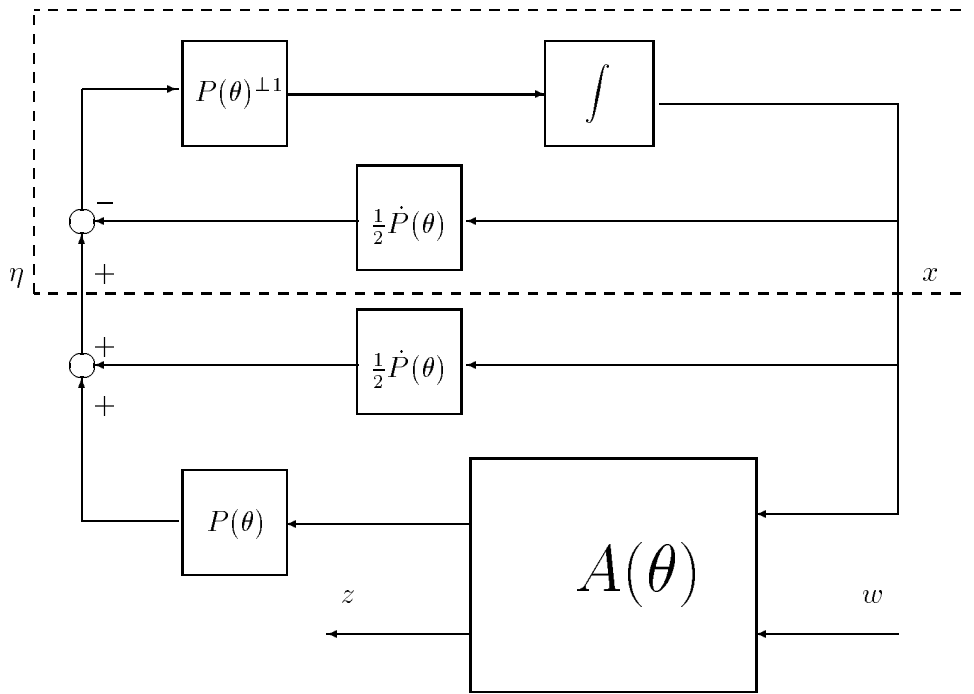 P(θ)^{⊥1}
∫
−
½Ṗ(θ)
η
+
x
+
½Ṗ(θ)
+
P(θ)
A(θ)
z
w